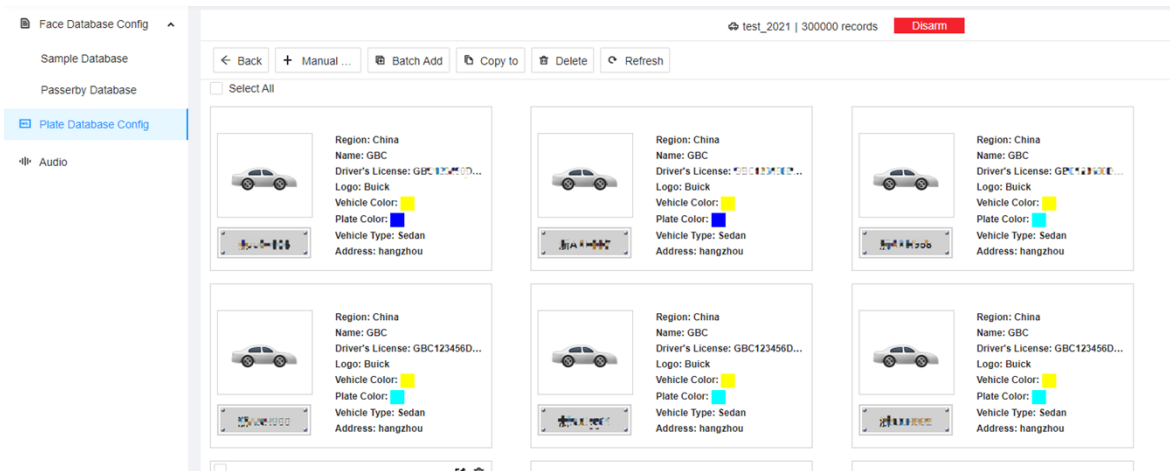 Face Database Config
Sample Database
Passerby Database
Plate Database Config
Audio
test_2021 | 300000 records
Disarm
Back
Manual ...
Batch Add
Copy to
Delete
Refresh
Select All
Region: China
Name: GBC
Driver's License:
Logo: Buick
Vehicle Color:
Plate Color:
Vehicle Type: Sedan
Address: hangzhou
Region: China
Name: GBC
Driver's License:
Logo: Buick
Vehicle Color:
Plate Color:
Vehicle Type: Sedan
Address: hangzhou
Region: China
Name: GBC
Driver's License:
Logo: Buick
Vehicle Color:
Plate Color:
Vehicle Type: Sedan
Address: hangzhou
Region: China
Name: GBC
Driver's License: GBC123456D...
Logo: Buick
Vehicle Color:
Plate Color:
Vehicle Type: Sedan
Address: hangzhou
Region: China
Name: GBC
Driver's License: GBC123456D...
Logo: Buick
Vehicle Color:
Plate Color:
Vehicle Type: Sedan
Address: hangzhou
Region: China
Name: GBC
Driver's License: GBC123456D...
Logo: Buick
Vehicle Color:
Plate Color:
Vehicle Type: Sedan
Address: hangzhou